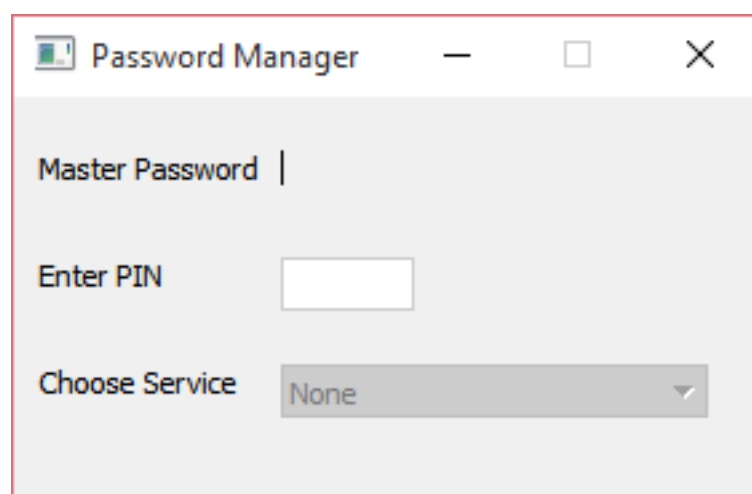 Password Manager
Master Password
Enter PIN
Choose Service None